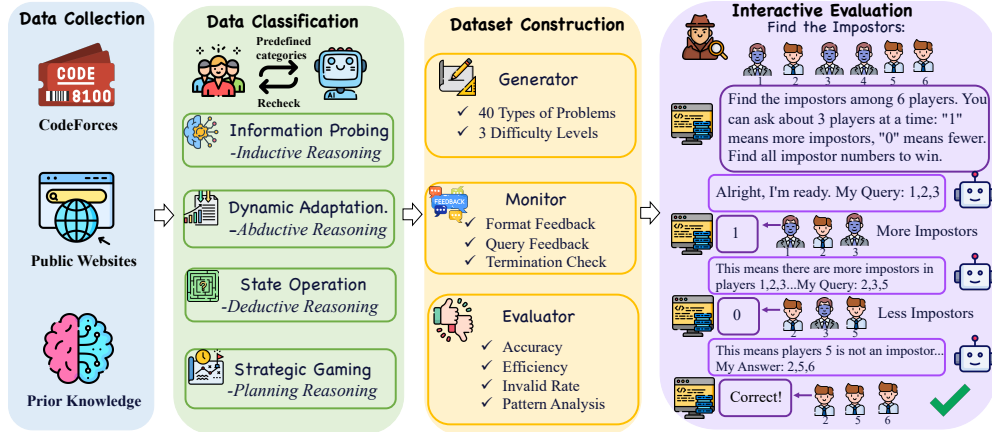 Data Collection
CODE
8100
CodeForces
Public Websites
Prior Knowledge
Data Classification
Predefined
categories
AI
Recheck
Information Probing
-Inductive Reasoning
Dynamic Adaptation.
-Abductive Reasoning
State Operation
-Deductive Reasoning
Strategic Gaming
-Planning Reasoning
Dataset Construction
Generator
✓ 40 Types of Problems
✓ 3 Difficulty Levels
FEEDBACK
Monitor
✓ Format Feedback
✓ Query Feedback
✓ Termination Check
Evaluator
✓ Accuracy
✓ Efficiency
✓ Invalid Rate
✓ Pattern Analysis
Interactive Evaluation
Find the Impostors:
1 2 3 4 5 6
Find the impostors among 6 players. You
can ask about 3 players at a time: "1"
means more impostors, "0" means fewer.
Find all impostor numbers to win.
Alright, I'm ready. My Query: 1,2,3
1
1 2 3
More Impostors
This means there are more impostors in
players 1,2,3...My Query: 2,3,5
0
2 3 5
Less Impostors
This means players 5 is not an impostor...
My Answer: 2,5,6
Correct!
2 5 6